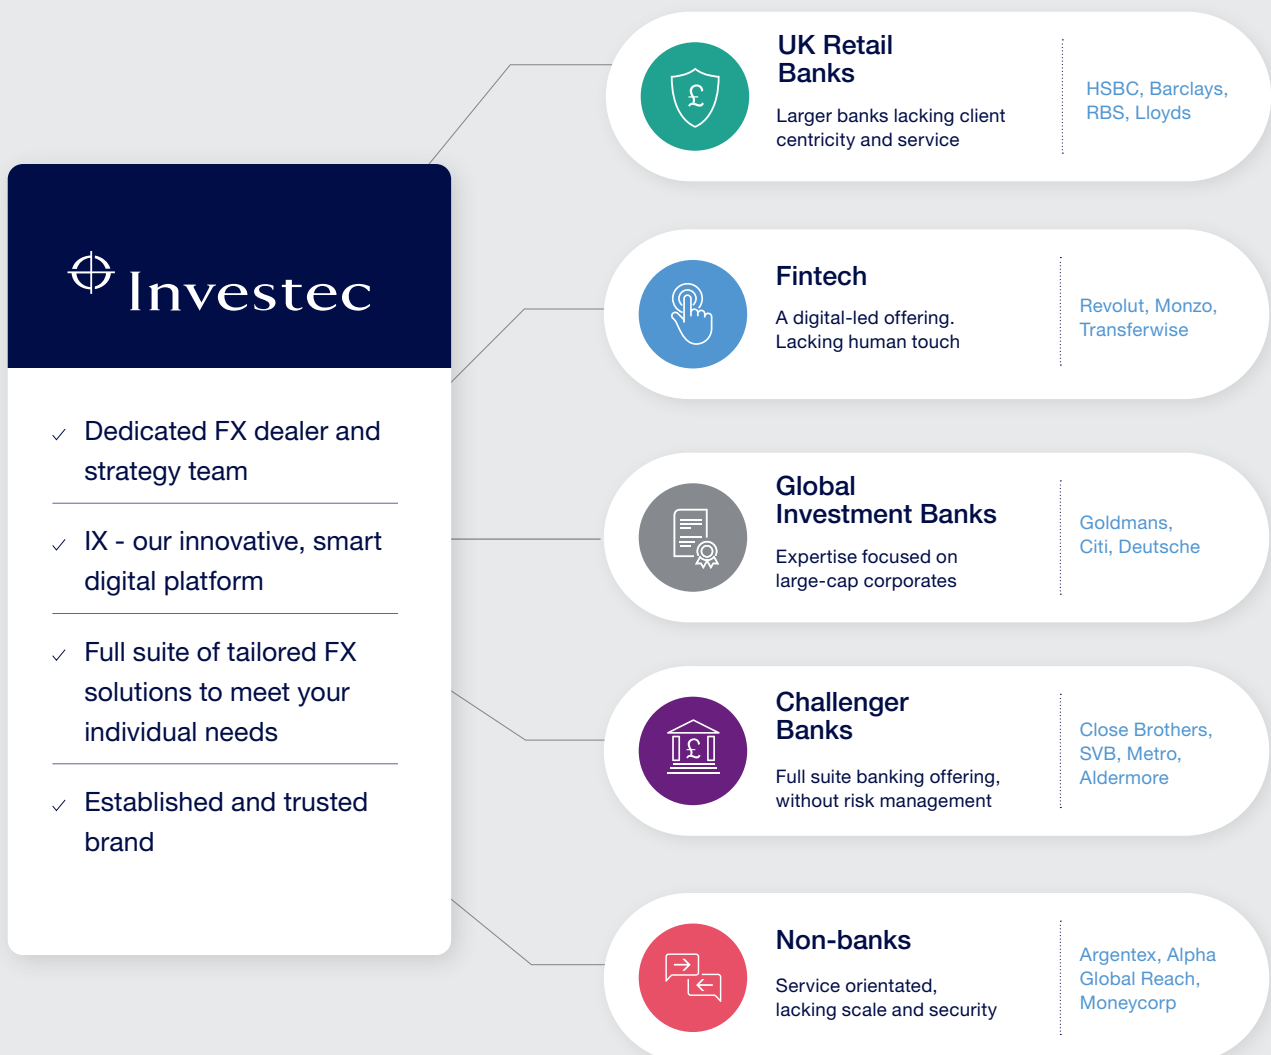 Investec
Dedicated FX dealer and
strategy team
IX - our innovative, smart
digital platform
Full suite of tailored FX
solutions to meet your
individual needs
Established and trusted
brand
UK Retail
Banks
Larger banks lacking client
centricity and service
HSBC, Barclays,
RBS, Lloyds
Fintech
A digital-led offering.
Lacking human touch
Revolut, Monzo,
Transferwise
Global
Investment Banks
Expertise focused on
large-cap corporates
Goldmans,
Citi, Deutsche
Challenger
Banks
Full suite banking offering,
without risk management
Close Brothers,
SVB, Metro,
Aldermore
Non-banks
Service orientated,
lacking scale and security
Argentex, Alpha
Global Reach,
Moneycorp